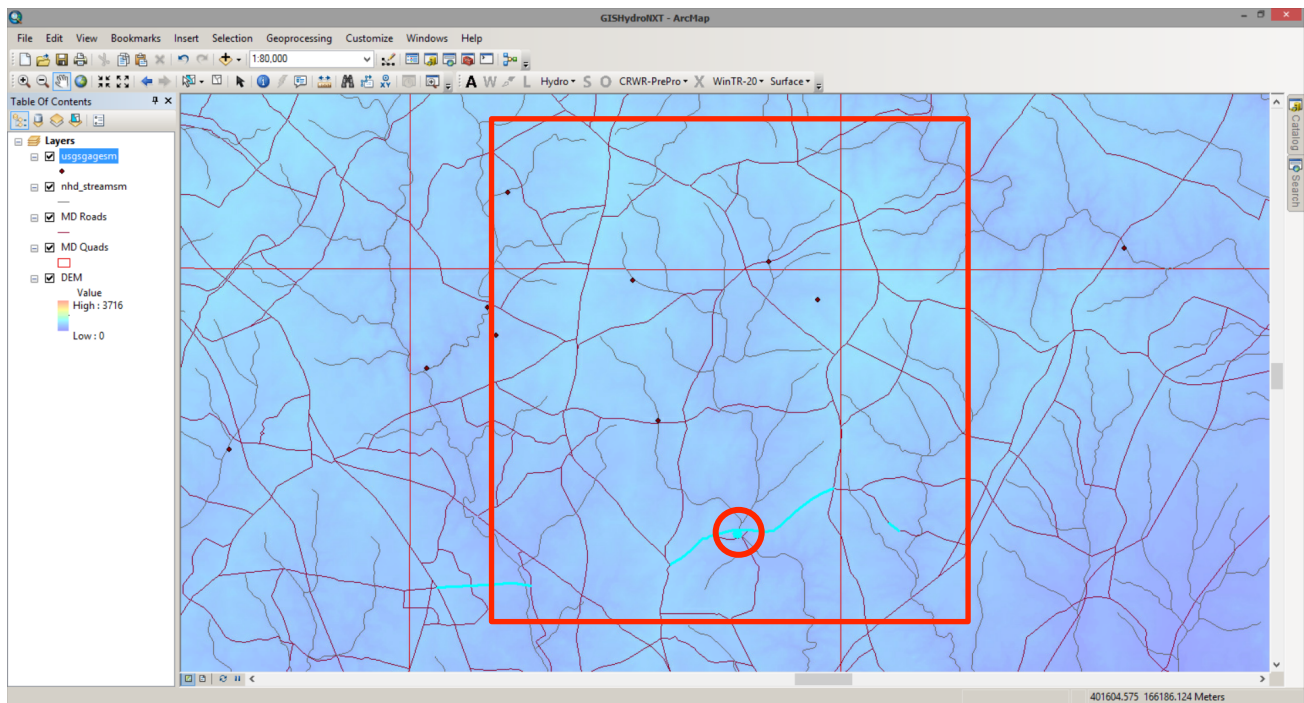 GISHydroNXT - ArcMap
File Edit View Bookmarks Insert Selection Geoprocessing Customize Windows Help
1:80,000
A W L Hydro S O CRWR-PrePro X WinTR-20 Surface
Table Of Contents
Layers
usgsgagesm
nhd_streamsm
MD Roads
MD Quads
DEM
Value
High : 3716
Low : 0
Catalog
Search
401604.575 166186.124 Meters